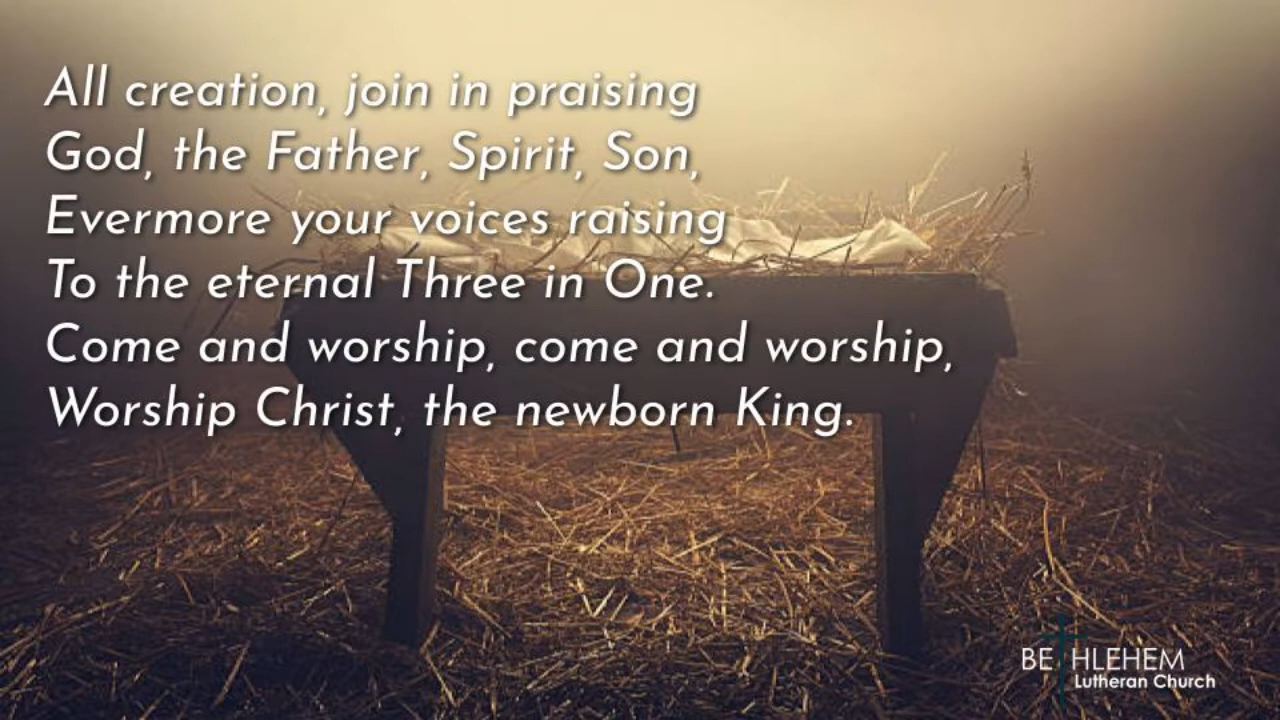 All creation, join in praising
God, the Father, Spirit, Son,
Evermore your voices raising
To the eternal Three in One.
Come and worship, come and worship,
Worship Christ, the newborn King.
BETHLEHEM
Lutheran Church